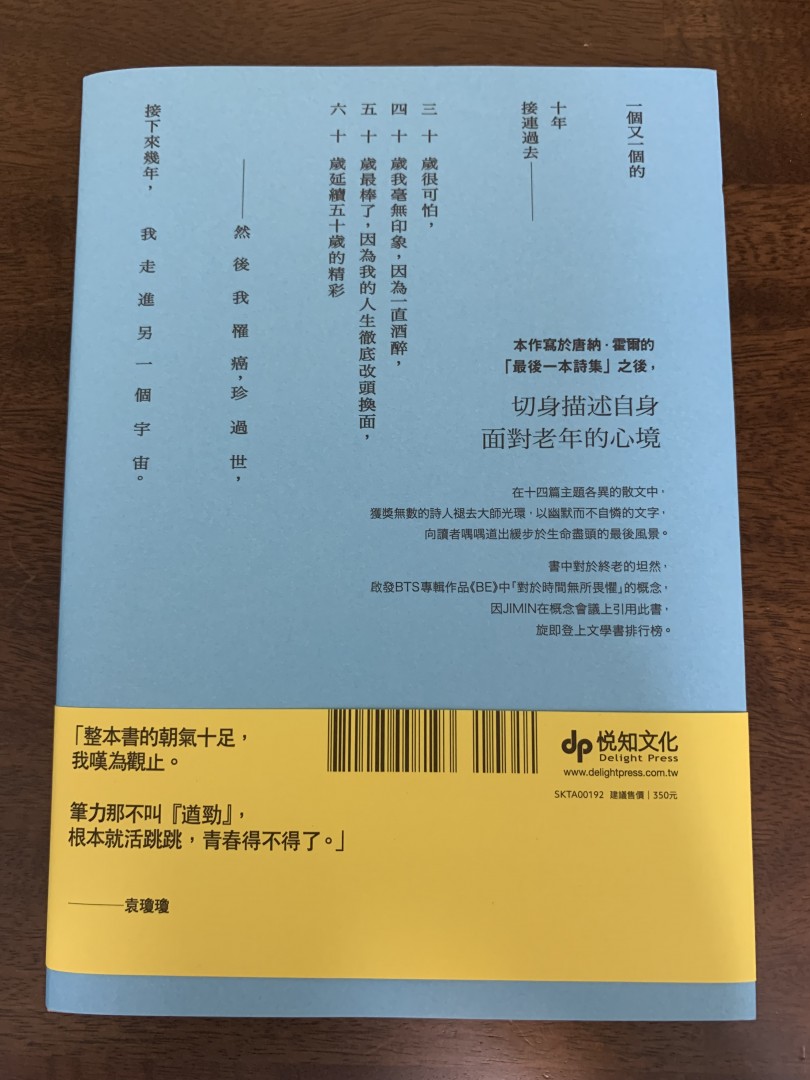 一個又一個的
十年
接連過去——
三十歲很可怕，
四十歲我毫無印象，因為一直酒醉，
五十歲最棒了，因為我的人生徹底改頭換面，
六十歲延續五十歲的精彩
——然後我罹癌，珍過世，
接下來幾年，我走進另一個宇宙。
本作寫於唐納·霍爾的
「最後一本詩集」之後，
切身描述自身
面對老年的心境
在十四篇主題各異的散文中，
獲獎無數的詩人褪去大師光環，以幽默而不自憐的文字，
向讀者喁喁道出緩步於生命盡頭的最後風景。
書中對於終老的坦然，
啟發BTS專輯作品《BE》中「對於時間無所畏懼」的概念，
因JIMIN在概念會議上引用此書，
旋即登上文學書排行榜。
「整本書的朝氣十足，
我嘆為觀止。
筆力那不叫『遒勁』，
根本就活跳跳，青春得不得了。」
——袁瓊瓊
dp 悅知文化
Delight Press
www.delightpress.com.tw
SKTA00192 建議售價｜350元